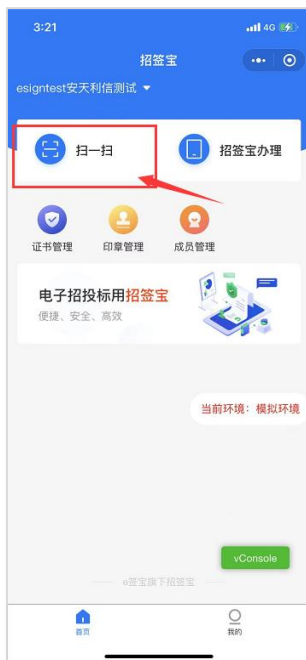 3:21
4G
招签宝
esigntest安天利信测试
扫一扫
招签宝办理
证书管理
印章管理
成员管理
电子招投标用招签宝
便捷、安全、高效
当前环境：模拟环境
vConsole
e签宝旗下招签宝
首页
我的